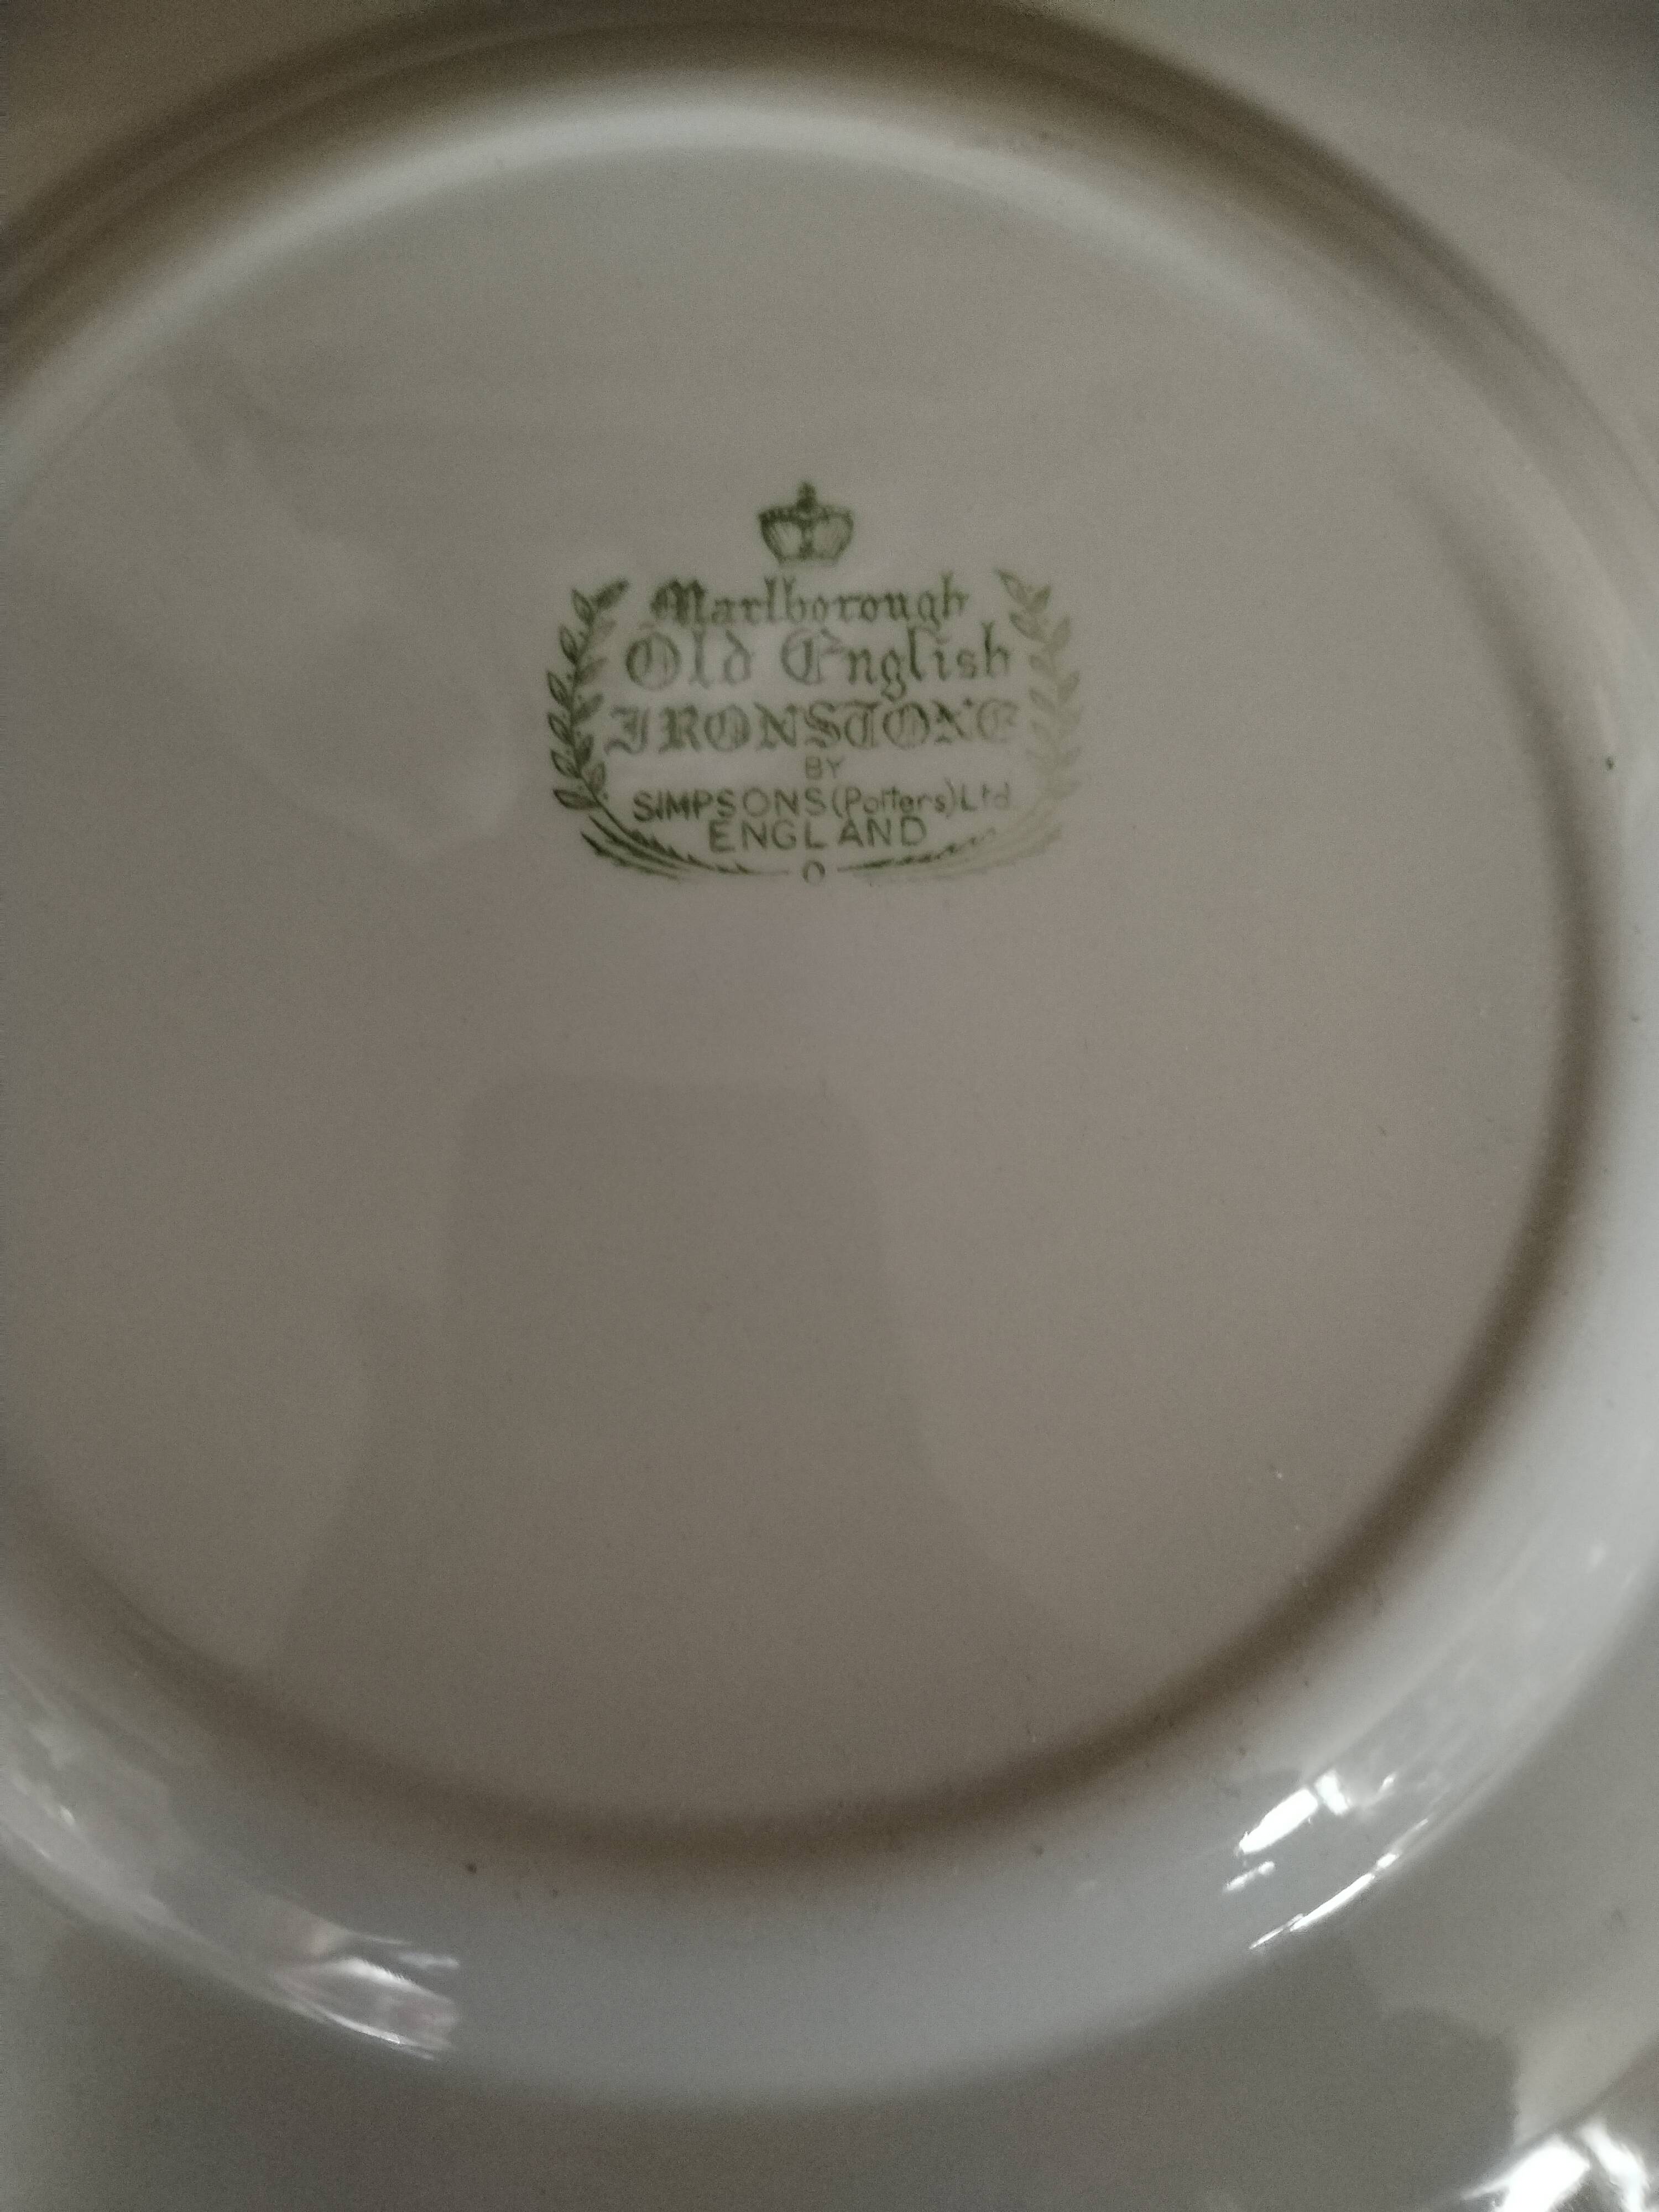 Marlborough
Old English
IRONSTONE
BY
SIMPSONS (Potters) Ltd.
ENGLAND